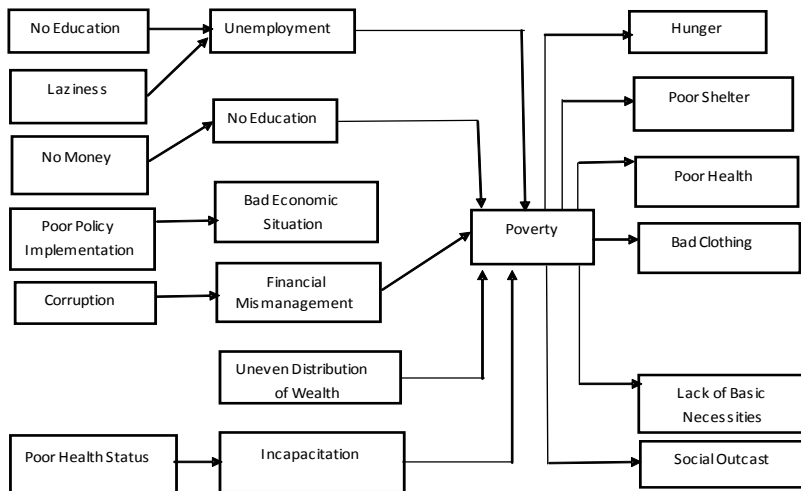 No Education
Unemployment
Hunger
Laziness
Poor Shelter
No Education
No Money
Poor Health
Bad Economic
Situation
Poor Policy
Implementation
Poverty
Bad Clothing
Corruption
Financial
Mismanagement
Uneven Distribution
of Wealth
Lack of Basic
Necessities
Poor Health Status
Incapacitation
Social Outcast